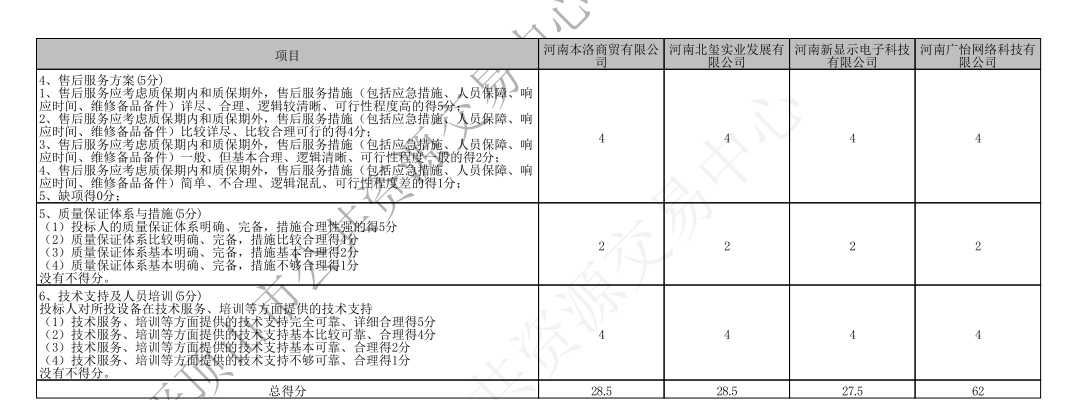 项目
河南本洛商贸有限公
司
河南北玺实业发展有
限公司
河南新显示电子科技
有限公司
河南广怡网络科技有
限公司
4、售后服务方案(5分)
1、售后服务应考虑质保期内和质保期外，售后服务措施（包括应急措施、人员保障、响
应时间、维修备品备件）详尽、合理、逻辑较清晰、可行性程度高的得5分；
2、售后服务应考虑质保期内和质保期外，售后服务措施（包括应急措施、人员保障、响
应时间、维修备品备件）比较详尽、比较合理可行的得4分；
3、售后服务应考虑质保期内和质保期外，售后服务措施（包括应急措施、人员保障、响
应时间、维修备品备件）一般、但基本合理、逻辑清晰、可行性程度一般的得2分；
4、售后服务应考虑质保期内和质保期外，售后服务措施（包括应急措施、人员保障、响
应时间、维修备品备件）简单、不合理、逻辑混乱、可行性程度差的得1分；
5、缺项得0分；
4 4 4 4
5、质量保证体系与措施(5分)
（1）投标人的质量保证体系明确、完备，措施合理性强的得5分
（2）质量保证体系比较明确、完备，措施比较合理得4分
（3）质量保证体系基本明确、完备，措施基本合理得2分
（4）质量保证体系基本明确、完备，措施不够合理得1分
没有不得分。
2 2 2 2
6、技术支持及人员培训(5分)
投标人对所投设备在技术服务、培训等方面提供的技术支持
（1）技术服务、培训等方面提供的技术支持完全可靠、详细合理得5分
（2）技术服务、培训等方面提供的技术支持基本比较可靠、合理得4分
（3）技术服务、培训等方面提供的技术支持基本可靠、合理得2分
（4）技术服务、培训等方面提供的技术支持不够可靠、合理得1分
没有不得分。
4 4 4 4
总得分 28.5 28.5 27.5 62
平顶山市公共资源交易中心
共资源交易中心